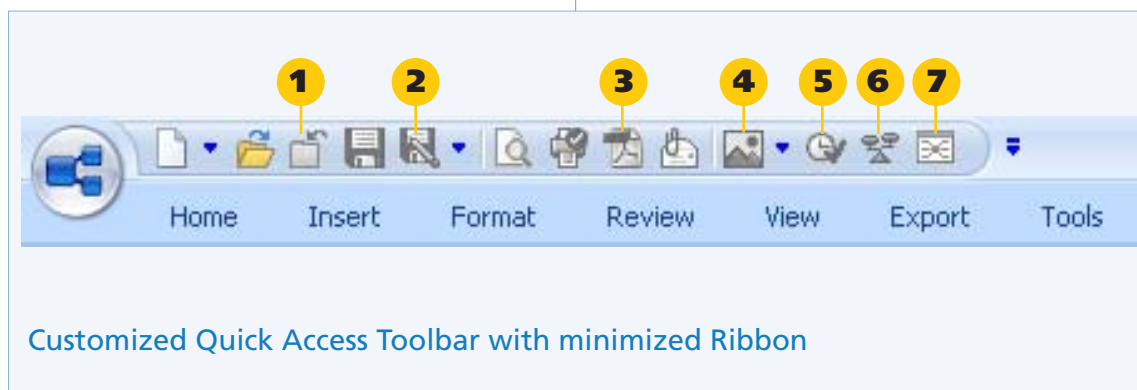 1 2 3 4 5 6 7
Home Insert Format Review View Export Tools
Customized Quick Access Toolbar with minimized Ribbon